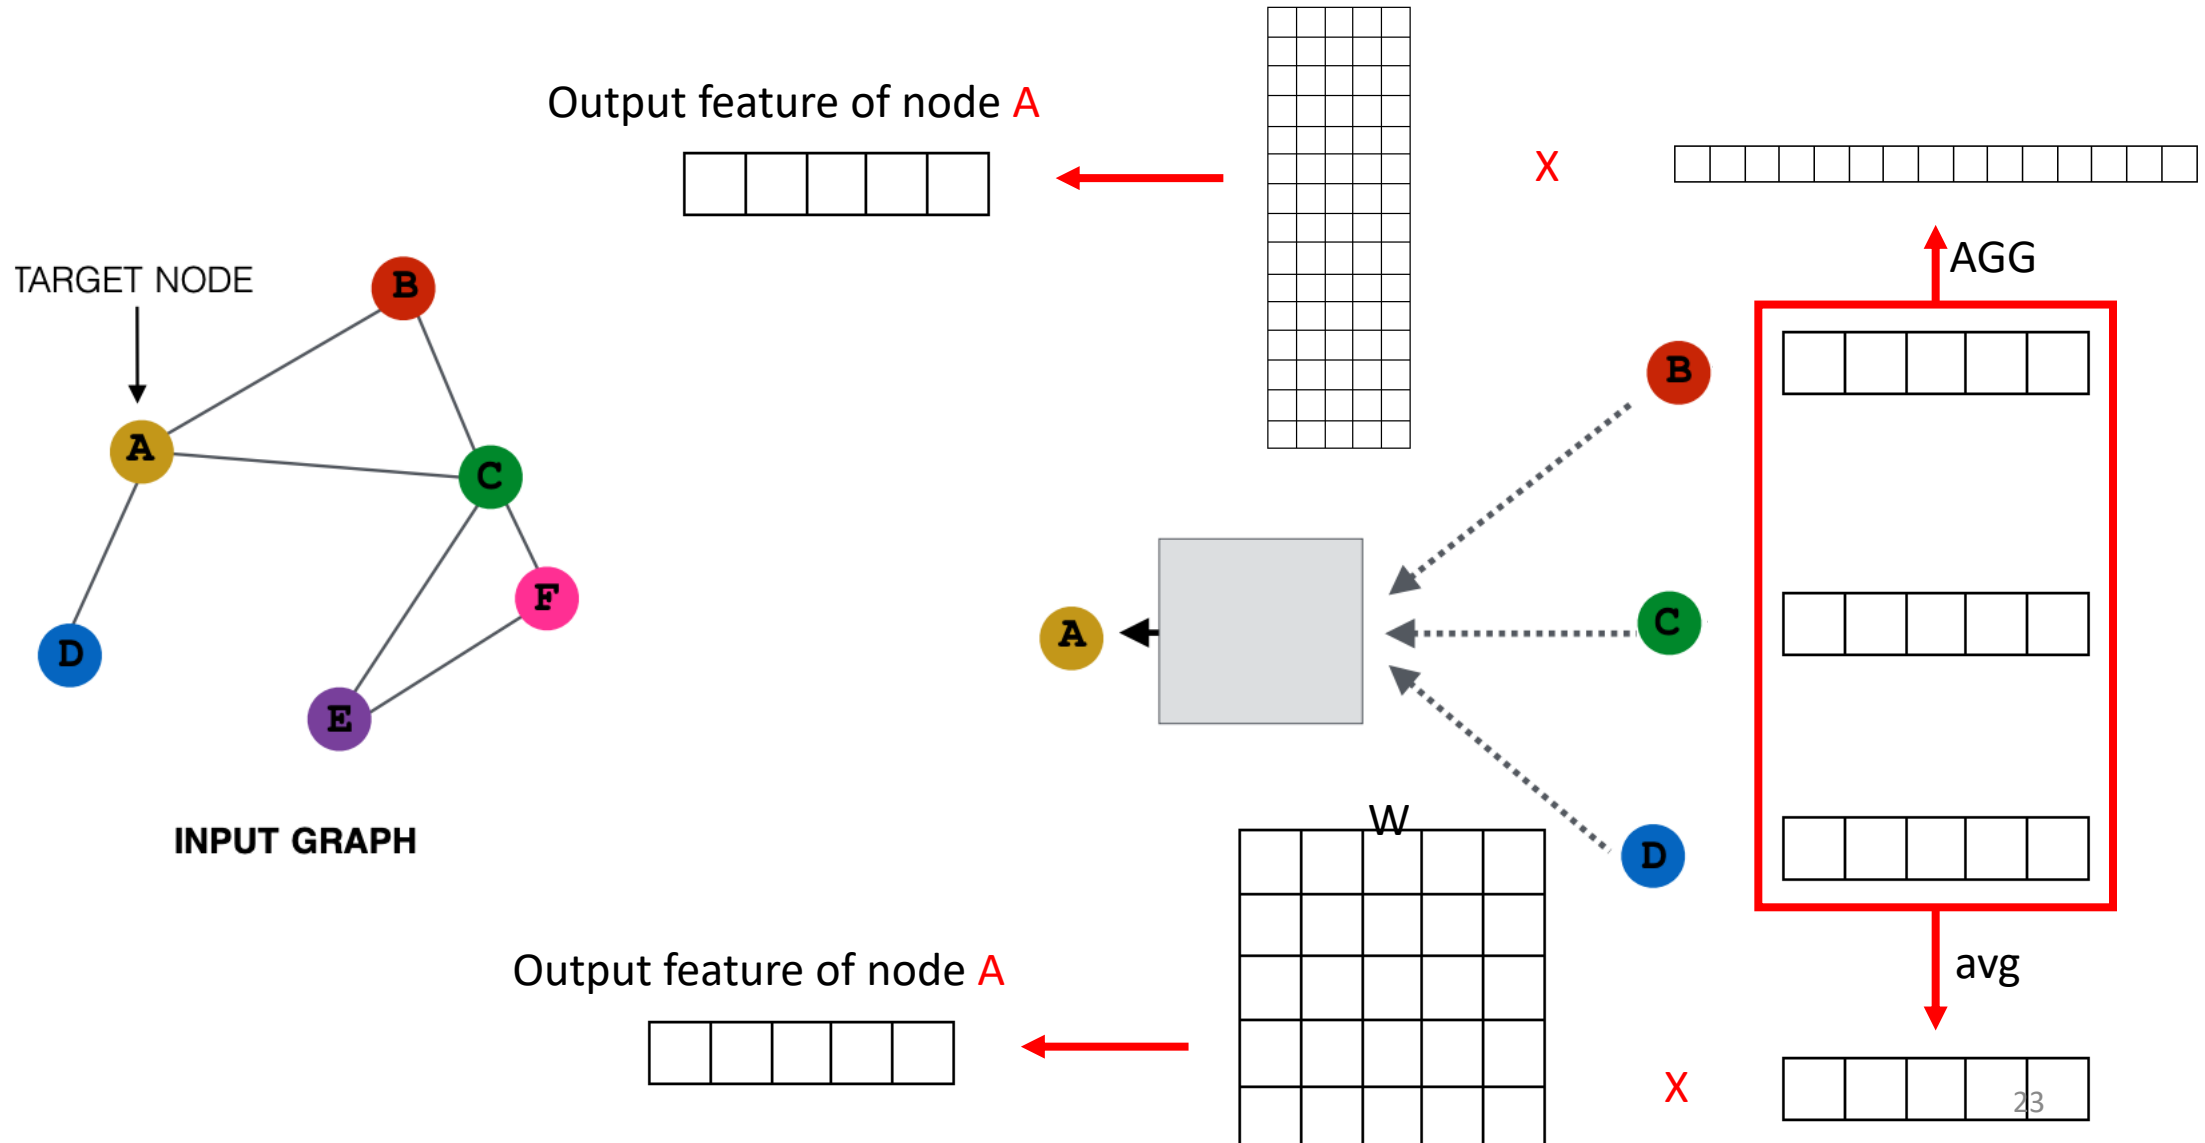 Output feature of node A
X
AGG
TARGET NODE
B
A
C
D
F
E
INPUT GRAPH
B
C
A
D
W
Output feature of node A
avg
X
23